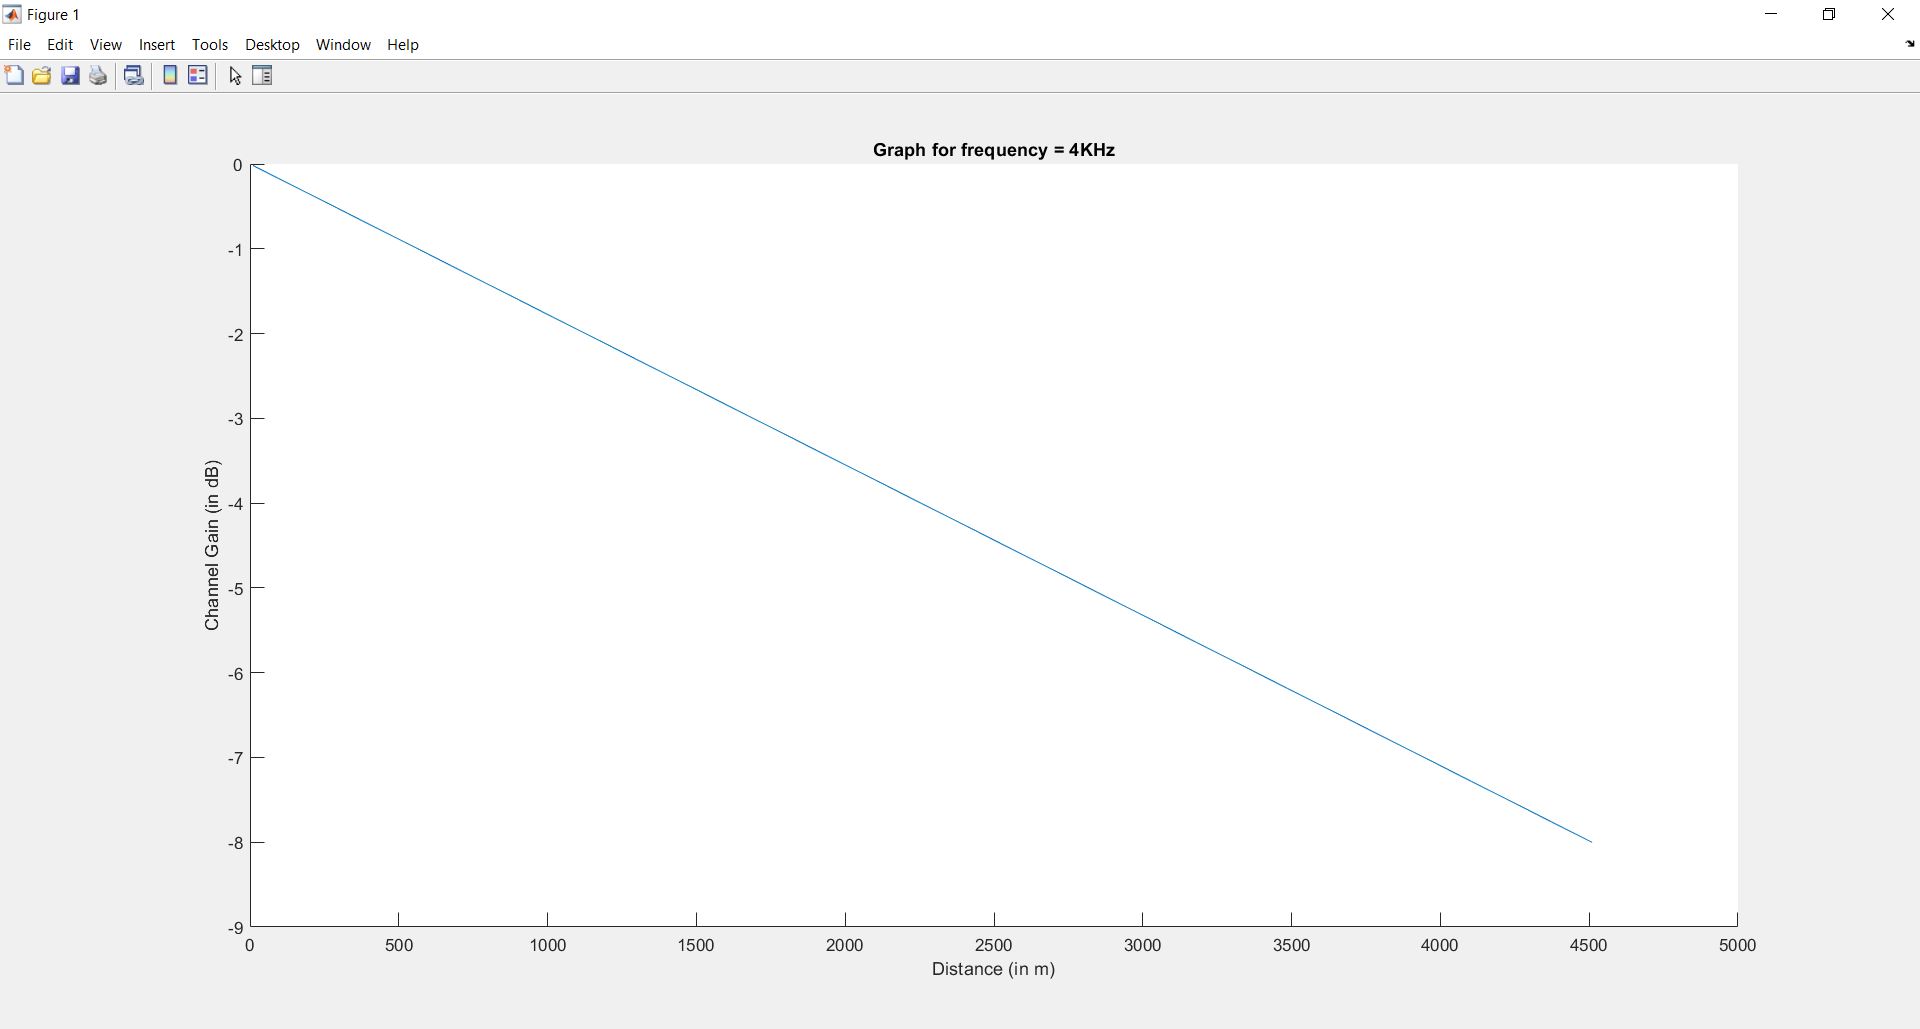 Figure 1
File Edit View Insert Tools Desktop Window Help
Graph for frequency = 4KHz
0
-1
-2
-3
-4
-5
-6
-7
-8
-9
Channel Gain (in dB)
0 500 1000 1500 2000 2500 3000 3500 4000 4500 5000
Distance (in m)